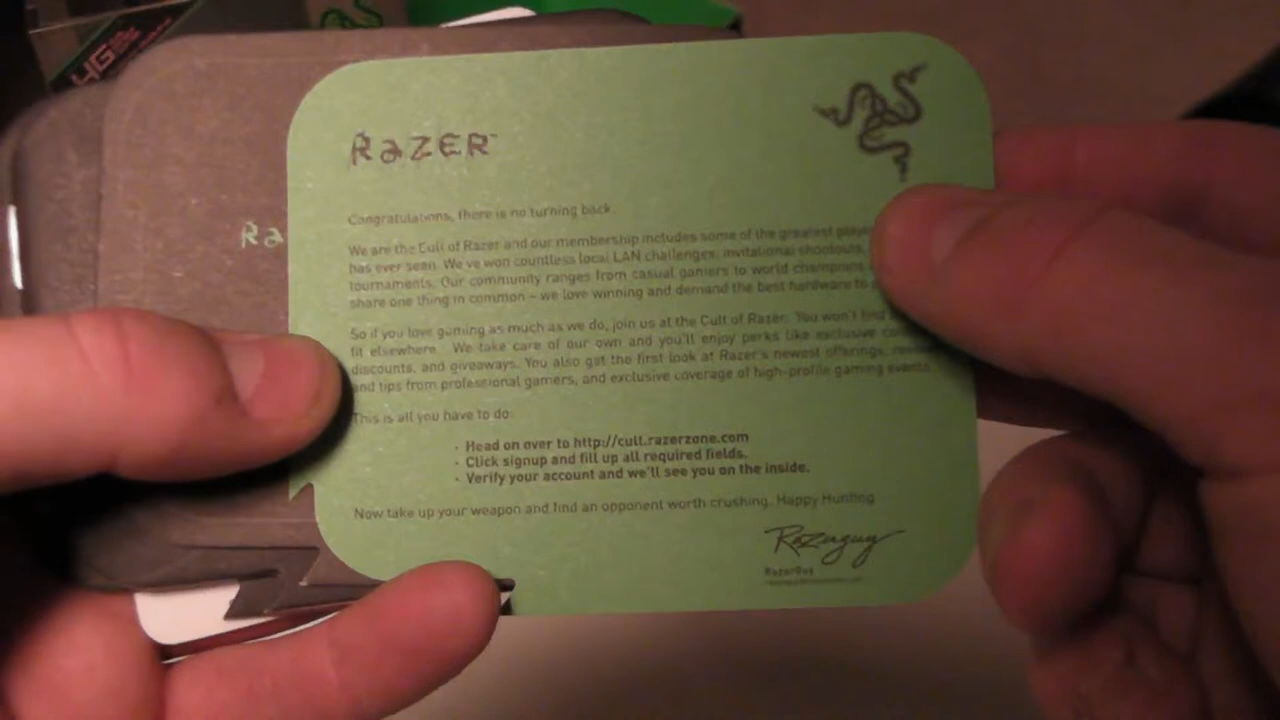 4G
RAZER™
Ra
Congratulations, there is no turning back.
We are the Cult of Razer and our membership includes some of the greatest
has ever seen. We've won countless local LAN challenges, invitational shootouts,
tournaments. Our community ranges from casual gamers to world champions
share one thing in common – we love winning and demand the best hardware to
So if you love gaming as much as we do, join us at the Cult of Razer. You won't find
fit elsewhere. We take care of our own and you'll enjoy perks like exclusive
discounts, and giveaways. You also get the first look at Razer's newest offerings,
and tips from professional gamers, and exclusive coverage of high-profile gaming events.
This is all you have to do:
· Head on over to http://cult.razerzone.com
· Click signup and fill up all required fields.
· Verify your account and we'll see you on the inside.
Now take up your weapon and find an opponent worth crushing. Happy Hunting
Razerguy
RazerGuy